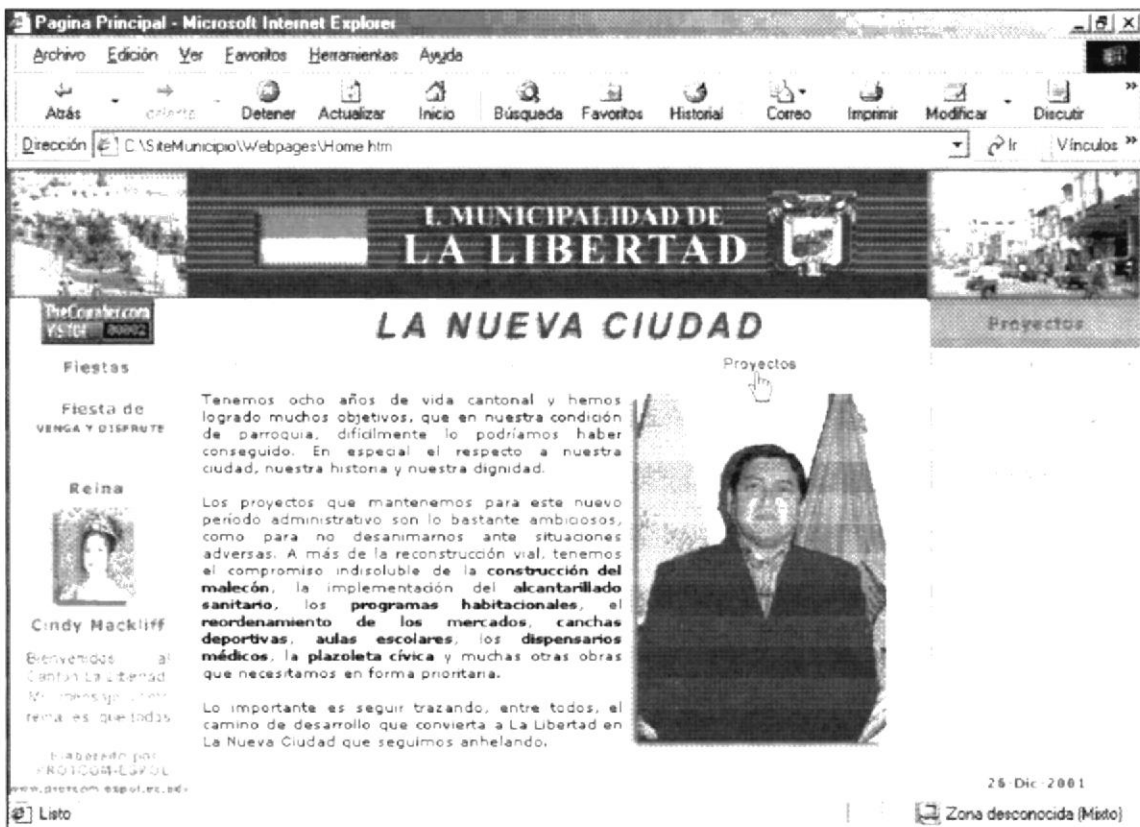 Pagina Principal - Microsoft Internet Explorer
Archivo Edición Ver Favoritos Herramientas Ayuda
Atrás Detener Actualizar Inicio Búsqueda Favoritos Historial Correo Imprimir Modificar Discutir
Dirección C:\SiteMunicipio\Webpages\Home.htm Ir Vínculos
I. MUNICIPALIDAD DE
LA LIBERTAD
TheCounter.com
VISITOR 00002
LA NUEVA CIUDAD
Proyectos
Proyectos
Fiestas
Fiesta de
VENGA Y DISFRUTE
Reina
Cindy Mackliff
Bienvenidos al
Cantón La Libertad
reina es que todas
Elaborado por
PROTCOM-ESPOL
Tenemos ocho años de vida cantonal y hemos
logrado muchos objetivos, que en nuestra condición
de parroquia, difícilmente lo podríamos haber
conseguido. En especial el respecto a nuestra
ciudad, nuestra historia y nuestra dignidad.
Los proyectos que mantenemos para este nuevo
período administrativo son lo bastante ambiciosos,
como para no desanimarnos ante situaciones
adversas. A más de la reconstrucción vial, tenemos
el compromiso indisoluble de la construcción del
malecón, la implementación del alcantarillado
sanitario, los programas habitacionales, el
reordenamiento de los mercados, canchas
deportivas, aulas escolares, los dispensarios
médicos, la plazoleta cívica y muchas otras obras
que necesitamos en forma prioritaria.
Lo importante es seguir trazando, entre todos, el
camino de desarrollo que convierta a La Libertad en
La Nueva Ciudad que seguimos anhelando.
26-Dic-2001
Listo Zona desconocida (Mixto)